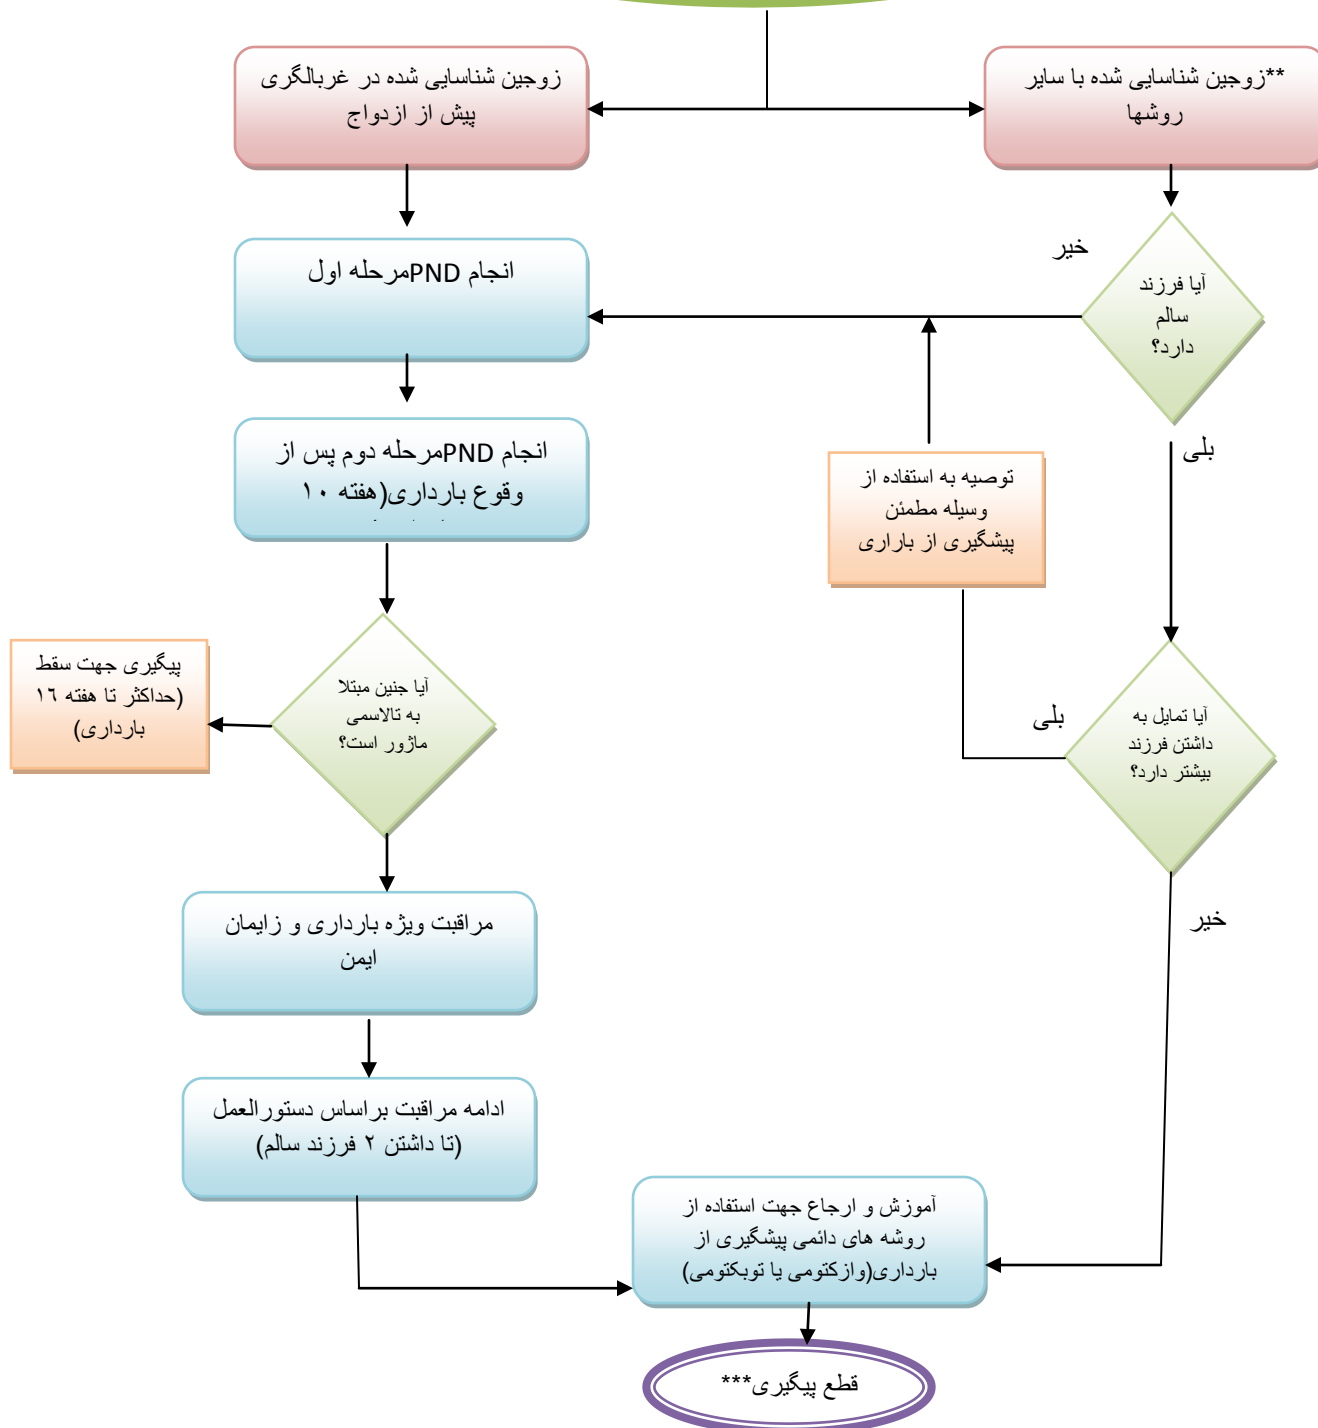 **زوجین شناسایی شده با سایر
روشها
زوجین شناسایی شده در غربالگری
پیش از ازدواج
خیر
آیا فرزند
سالم
دارد؟
انجام PNDمرحله اول
بلی
انجام PNDمرحله دوم پس از
وقوع بارداری(هفته ۱۰
توصیه به استفاده از
وسیله مطمئن
پیشگیری از باراری
آیا تمایل به
داشتن فرزند
بیشتر دارد؟
بلی
خیر
آیا جنین مبتلا
به تالاسمی
ماژور است؟
پیگیری جهت سقط
(حداکثر تا هفته ۱٦
بارداری)
مراقبت ویژه بارداری و زایمان
ایمن
ادامه مراقبت براساس دستورالعمل
(تا داشتن ۲ فرزند سالم)
آموزش و ارجاع جهت استفاده از
روشه های دائمی پیشگیری از
بارداری(وازکتومی یا توبکتومی)
قطع پیگیری***